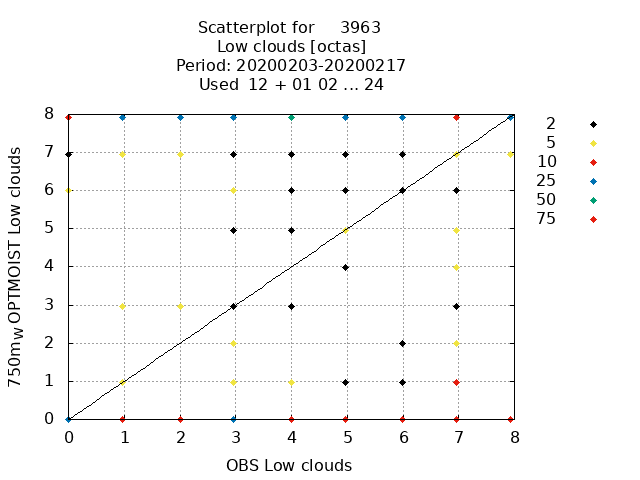 Scatterplot for 3963
Low clouds [octas]
Period: 20200203-20200217
Used 12 + 01 02 ... 24
8
7
6
5
4
3
2
1
0
0 1 2 3 4 5 6 7 8
750mW OPTMOIST Low clouds
OBS Low clouds
2
5
10
25
50
75